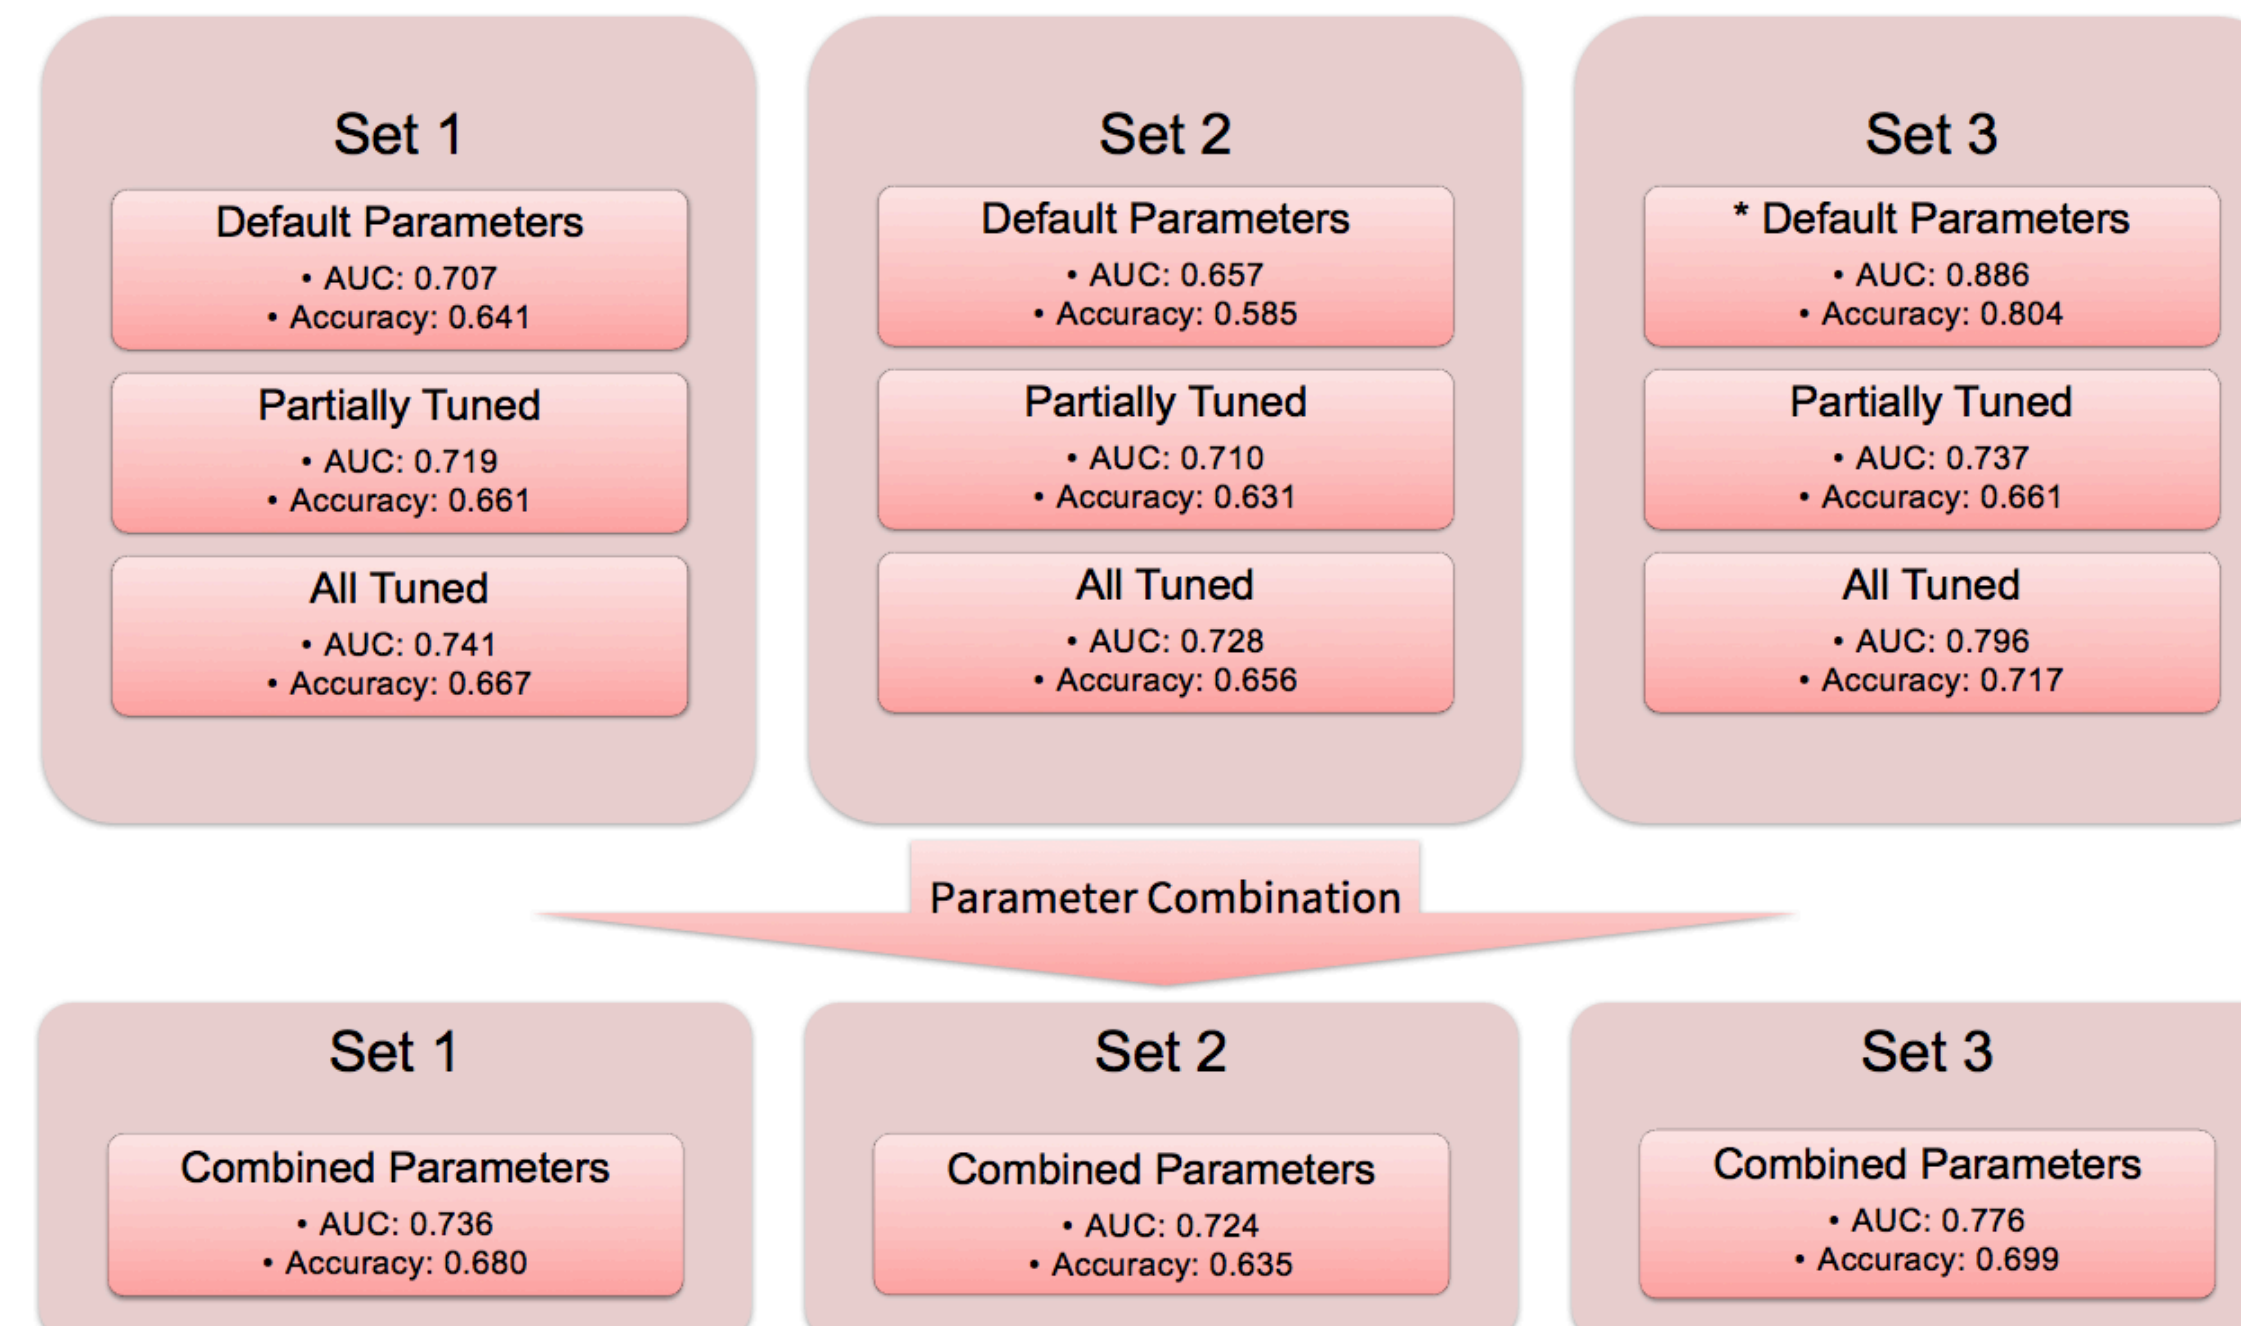 Set 1
Default Parameters
• AUC: 0.707
• Accuracy: 0.641
Partially Tuned
• AUC: 0.719
• Accuracy: 0.661
All Tuned
• AUC: 0.741
• Accuracy: 0.667
Set 2
Default Parameters
• AUC: 0.657
• Accuracy: 0.585
Partially Tuned
• AUC: 0.710
• Accuracy: 0.631
All Tuned
• AUC: 0.728
• Accuracy: 0.656
Set 3
* Default Parameters
• AUC: 0.886
• Accuracy: 0.804
Partially Tuned
• AUC: 0.737
• Accuracy: 0.661
All Tuned
• AUC: 0.796
• Accuracy: 0.717
Parameter Combination
Set 1
Combined Parameters
• AUC: 0.736
• Accuracy: 0.680
Set 2
Combined Parameters
• AUC: 0.724
• Accuracy: 0.635
Set 3
Combined Parameters
• AUC: 0.776
• Accuracy: 0.699